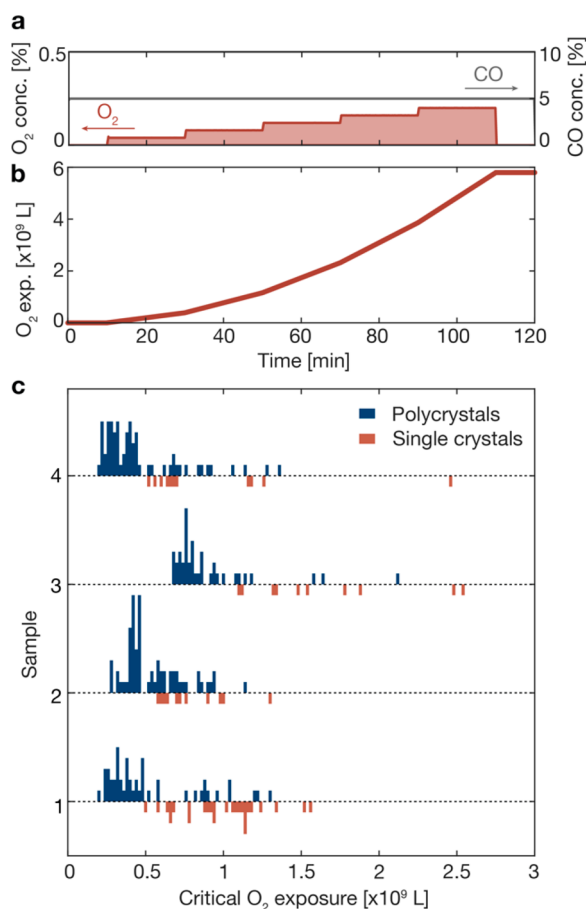 a
O2 conc. [%]
0.5
0
CO
O2
10
5
0
CO conc. [%]
b
O2 exp. [x10⁹ L]
6
4
2
0
0 20 40 60 80 100 120
Time [min]
c
Polycrystals
Single crystals
Sample
4
3
2
1
0 0.5 1 1.5 2 2.5 3
Critical O2 exposure [x10⁹ L]